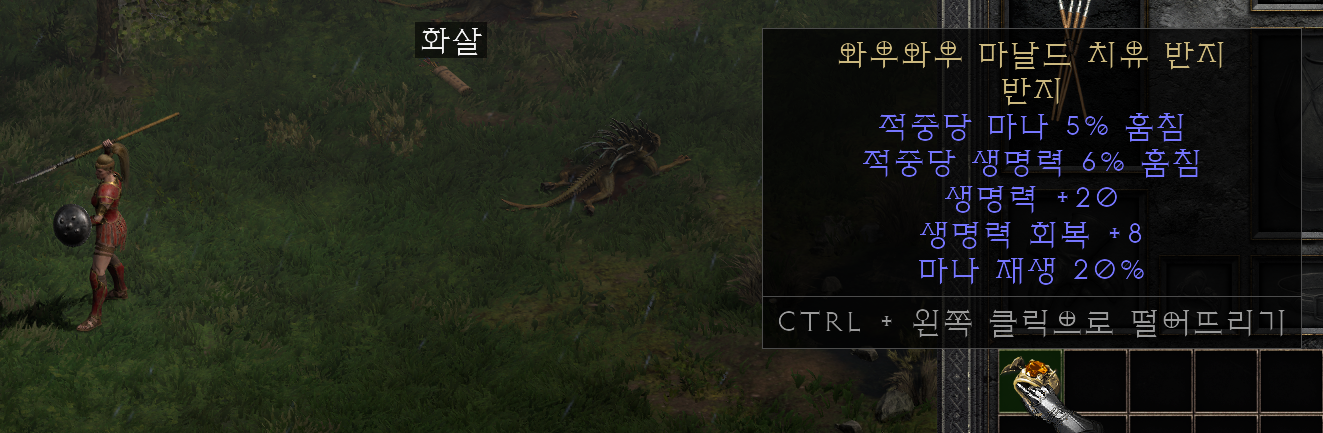 화살
와우와우 마날드 치유 반지
반지
적중당 마나 5% 훔침
적중당 생명력 6% 훔침
생명력 +20
생명력 회복 +8
마나 재생 20%
CTRL + 왼쪽 클릭으로 떨어뜨리기